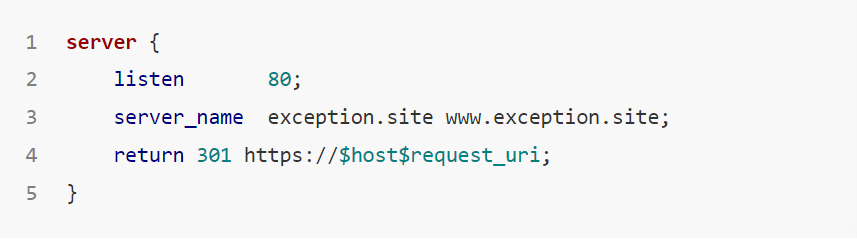 1 server {
2     listen       80;
3     server_name  exception.site www.exception.site;
4     return 301 https://$host$request_uri;
5 }